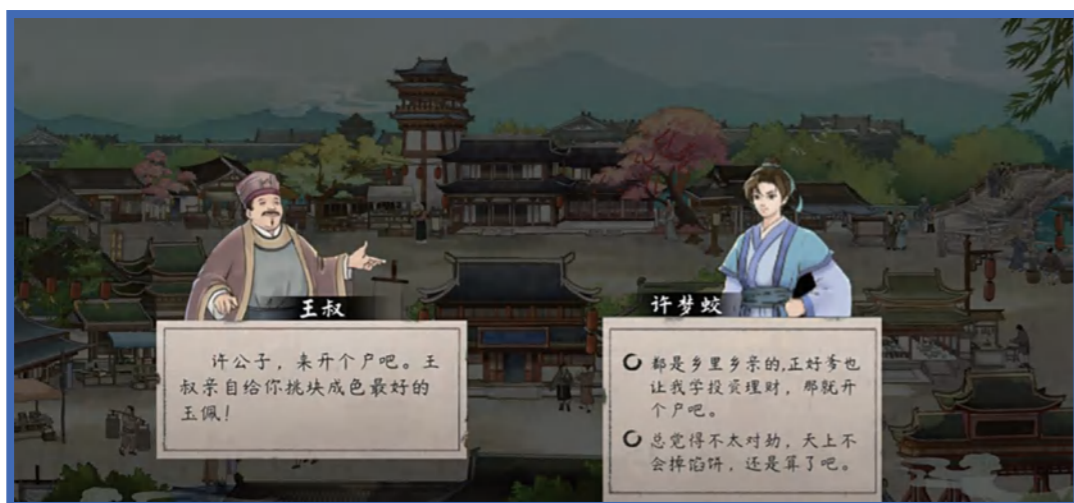 王叔
许公子，来开个户吧。王
叔亲自给你挑块成色最好的
玉佩！
许梦蛟
都是乡里乡亲的,正好爹也
让我学投资理财，那就开
个户吧。
总觉得不太对劲，天上不
会掉馅饼，还是算了吧。